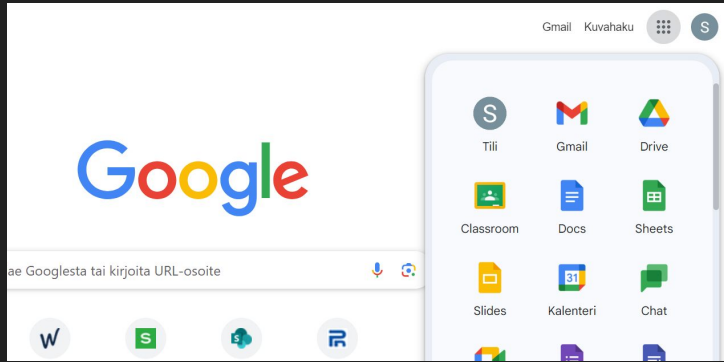 Gmail Kuvahaku S
S
Tili Gmail Drive
Google
Classroom Docs Sheets
ae Googlesta tai kirjoita URL-osoite
31
Slides Kalenteri Chat
W S S P